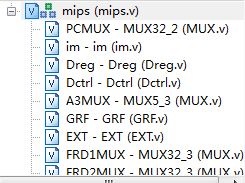 mips (mips.v)
PCMUX - MUX32_2 (MUX.v)
im - im (im.v)
Dreg - Dreg (Dreg.v)
Dctrl - Dctrl (Dctrl.v)
A3MUX - MUX5_3 (MUX.v)
GRF - GRF (GRF.v)
EXT - EXT (EXT.v)
FRD1MUX - MUX32_3 (MUX.v)
FRD2MUX - MUX32_3 (MUX.v)